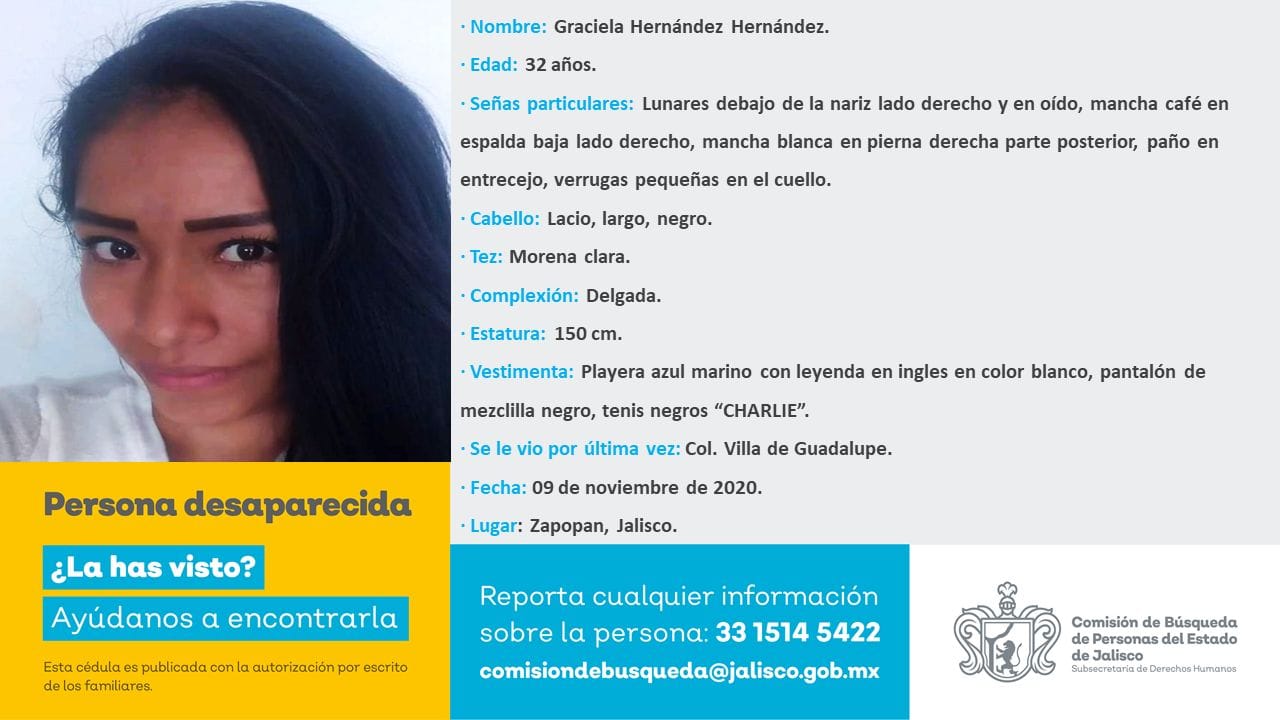 · Nombre: Graciela Hernández Hernández.
· Edad: 32 años.
· Señas particulares: Lunares debajo de la nariz lado derecho y en oído, mancha café en
espalda baja lado derecho, mancha blanca en pierna derecha parte posterior, paño en
entrecejo, verrugas pequeñas en el cuello.
· Cabello: Lacio, largo, negro.
· Tez: Morena clara.
· Complexión: Delgada.
· Estatura: 150 cm.
· Vestimenta: Playera azul marino con leyenda en ingles en color blanco, pantalón de
mezclilla negro, tenis negros “CHARLIE”.
· Se le vio por última vez: Col. Villa de Guadalupe.
· Fecha: 09 de noviembre de 2020.
· Lugar: Zapopan, Jalisco.
Persona desaparecida
¿La has visto?
Ayúdanos a encontrarla
Esta cédula es publicada con la autorización por escrito
de los familiares.
Reporta cualquier información
sobre la persona: 33 1514 5422
comisiondebusqueda@jalisco.gob.mx
Comisión de Búsqueda
de Personas del Estado
de Jalisco
Subsecretaría de Derechos Humanos